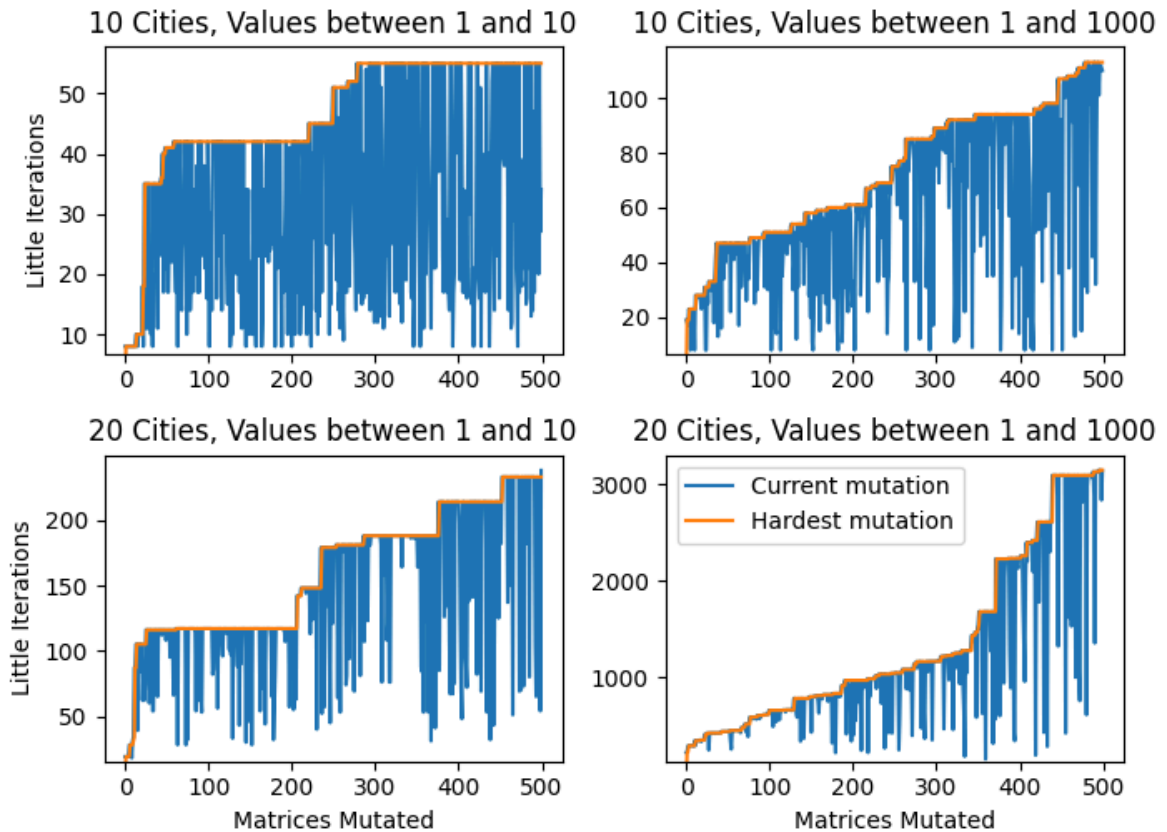 10 Cities, Values between 1 and 10
10 Cities, Values between 1 and 1000
Little Iterations
50
40
30
20
10
0 100 200 300 400 500
100
80
60
40
20
0 100 200 300 400 500
20 Cities, Values between 1 and 10
20 Cities, Values between 1 and 1000
Little Iterations
200
150
100
50
0 100 200 300 400 500
Matrices Mutated
Current mutation
Hardest mutation
3000
2000
1000
0 100 200 300 400 500
Matrices Mutated